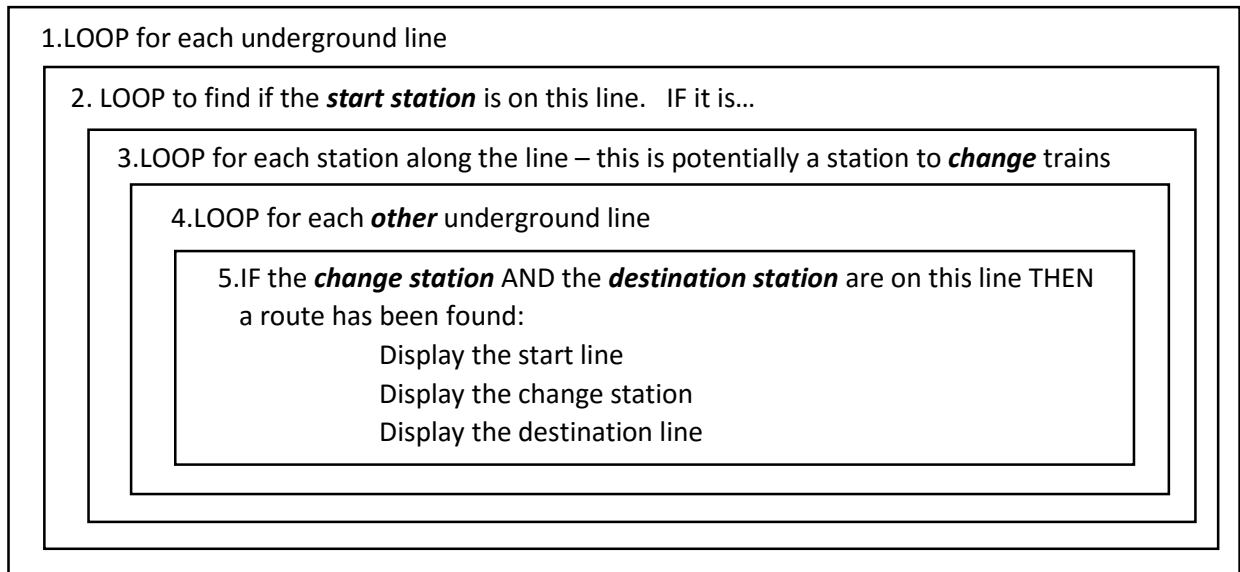 1.LOOP for each underground line
2. LOOP to find if the start station is on this line.   IF it is…
3.LOOP for each station along the line – this is potentially a station to change trains
4.LOOP for each other underground line
5.IF the change station AND the destination station are on this line THEN
a route has been found:
Display the start line
Display the change station
Display the destination line